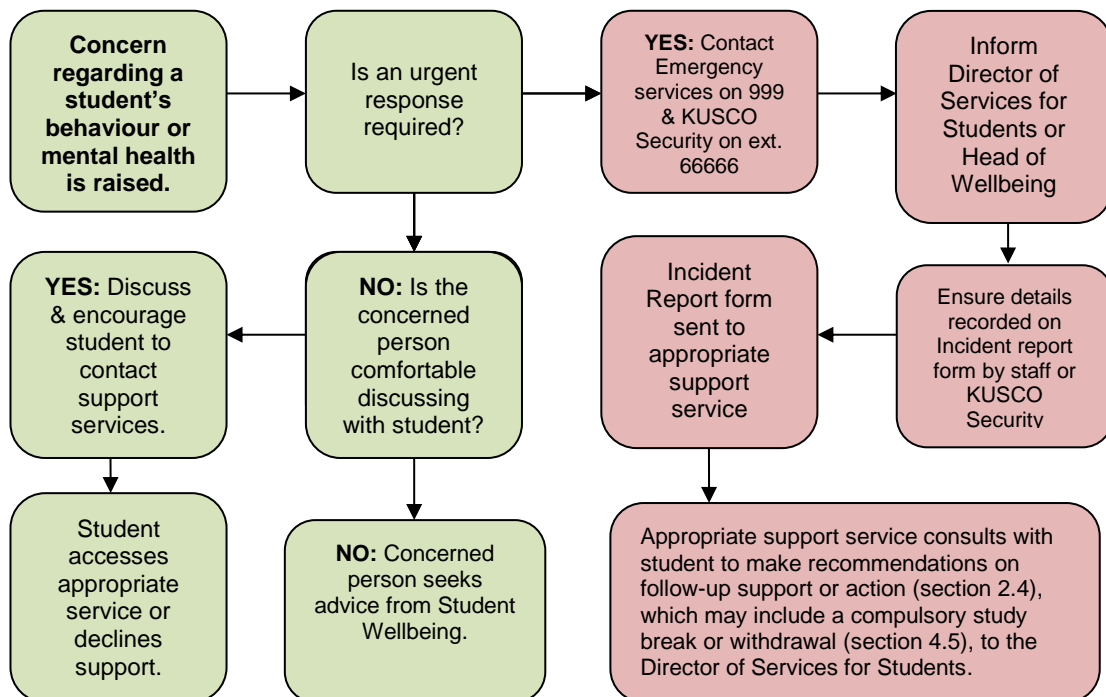 Concern
regarding a
student's
behaviour or
mental health
is raised.
Is an urgent
response
required?
YES: Contact
Emergency
services on 999
& KUSCO
Security on ext.
66666
Inform
Director of
Services for
Students or
Head of
Wellbeing
YES: Discuss
& encourage
student to
contact
support
services.
NO: Is the
concerned
person
comfortable
discussing
with student?
Incident
Report form
sent to
appropriate
support
service
Ensure details
recorded on
Incident report
form by staff or
KUSCO
Security
Student
accesses
appropriate
service or
declines
support.
NO: Concerned
person seeks
advice from Student
Wellbeing.
Appropriate support service consults with
student to make recommendations on
follow-up support or action (section 2.4),
which may include a compulsory study
break or withdrawal (section 4.5), to the
Director of Services for Students.